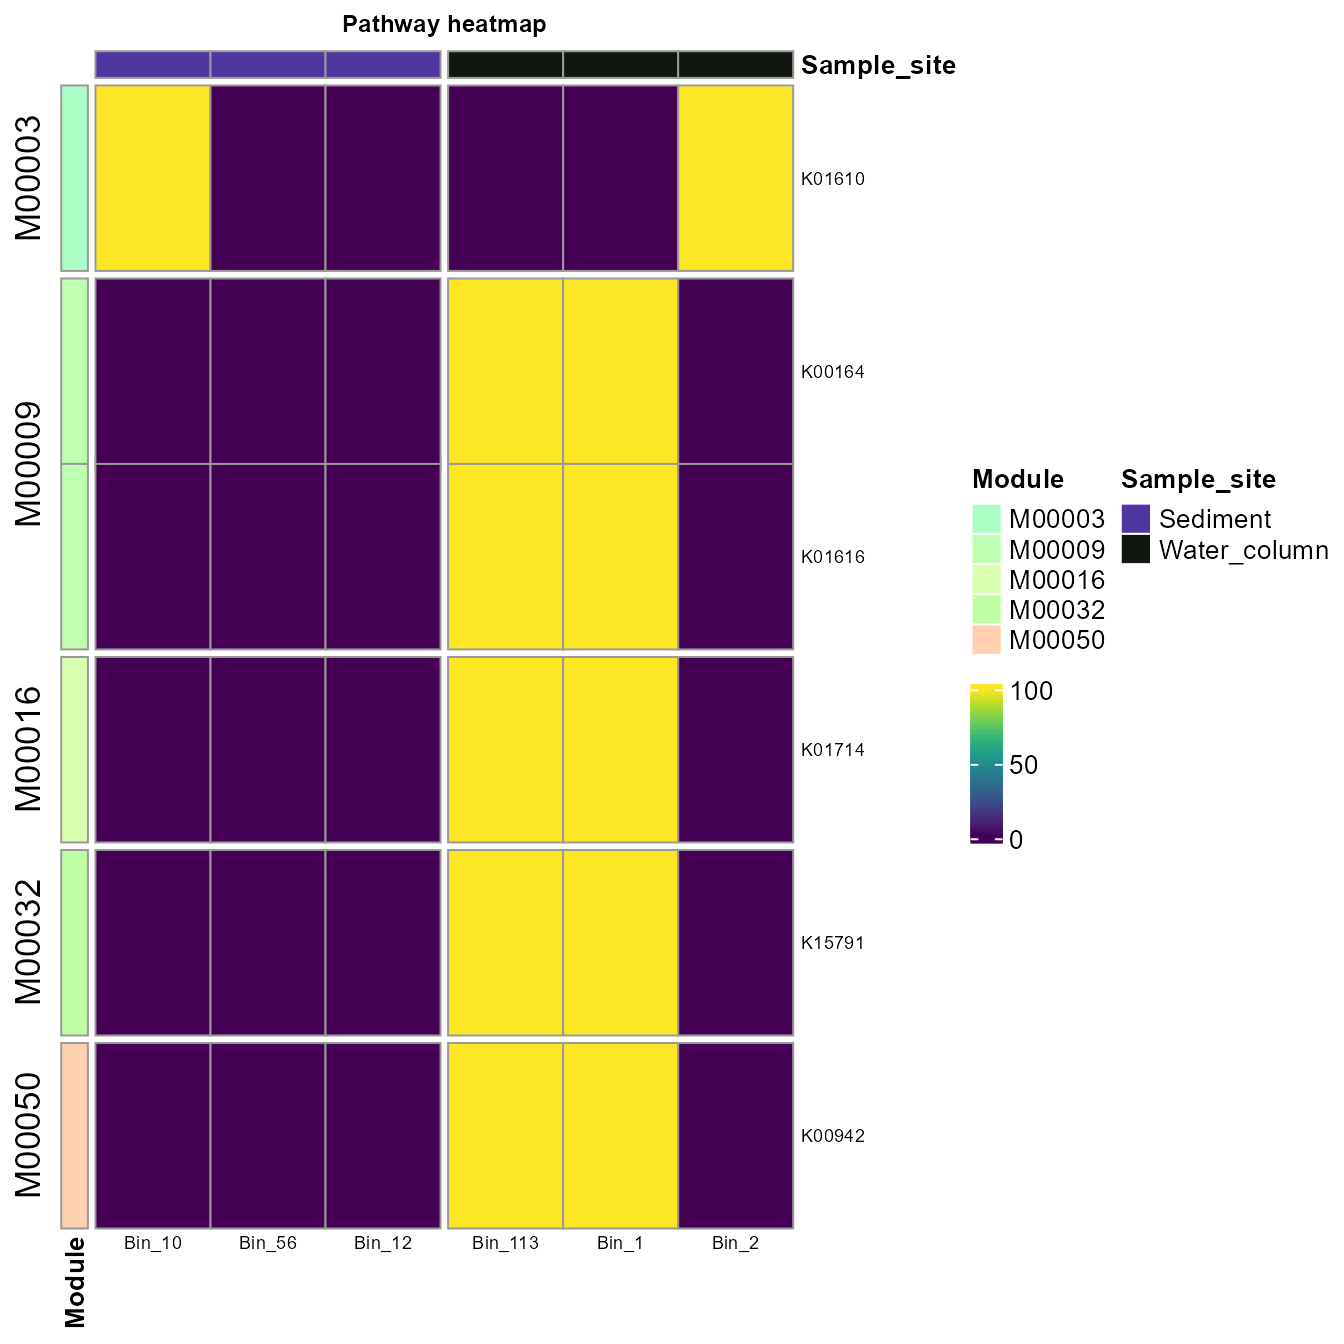 Pathway heatmap
Sample_site
M00003
K01610
M00009
K00164
K01616
M00016
K01714
M00032
K15791
M00050
K00942
Bin_10
Bin_56
Bin_12
Bin_113
Bin_1
Bin_2
Module
Module
M00003
M00009
M00016
M00032
M00050
Sample_site
Sediment
Water_column
100
50
0